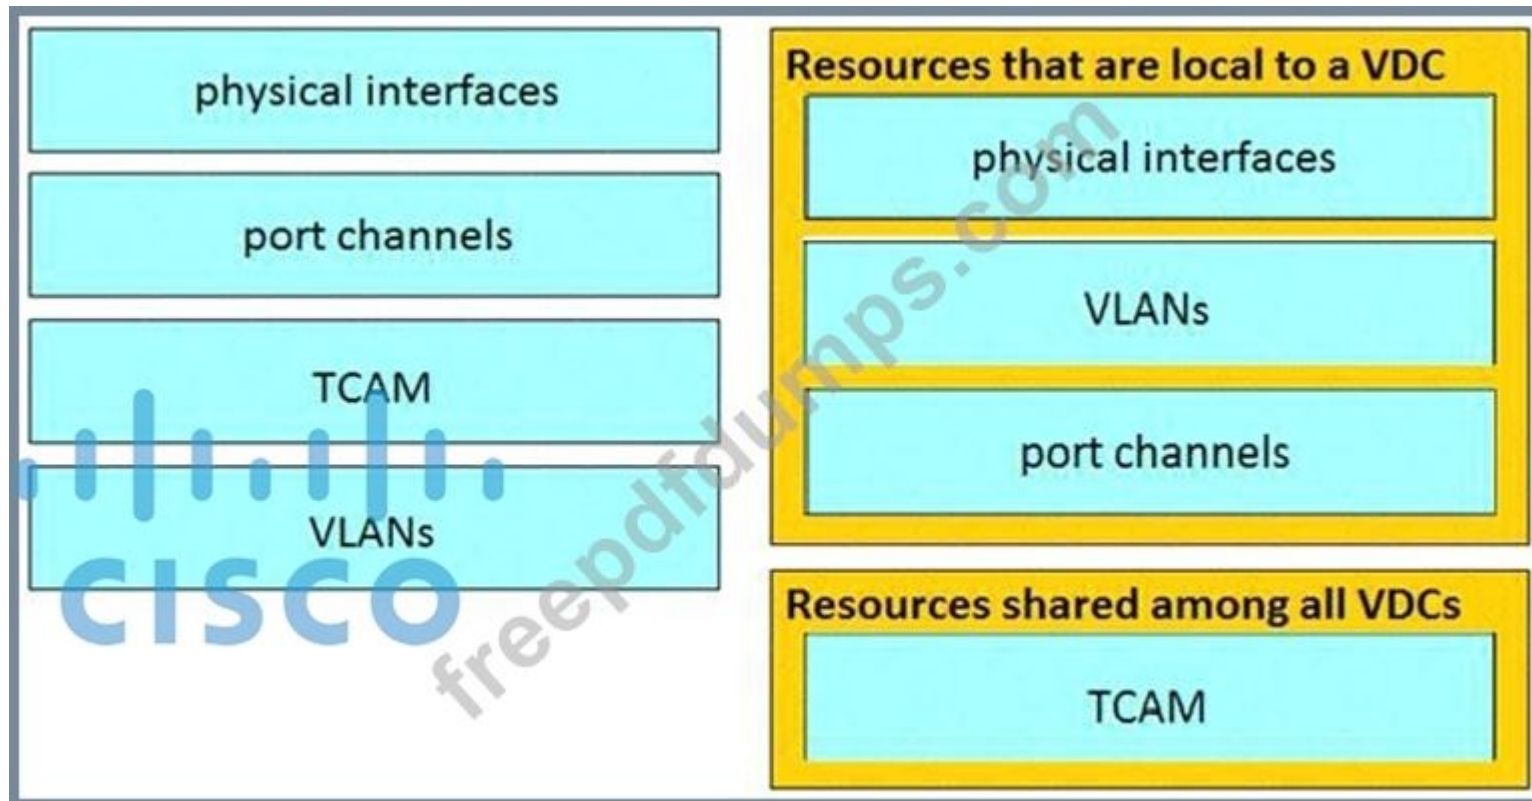 physical interfaces
port channels
TCAM
VLANs
CISCO
Resources that are local to a VDC
physical interfaces
VLANs
port channels
Resources shared among all VDCs
TCAM
freepdfdumps.com